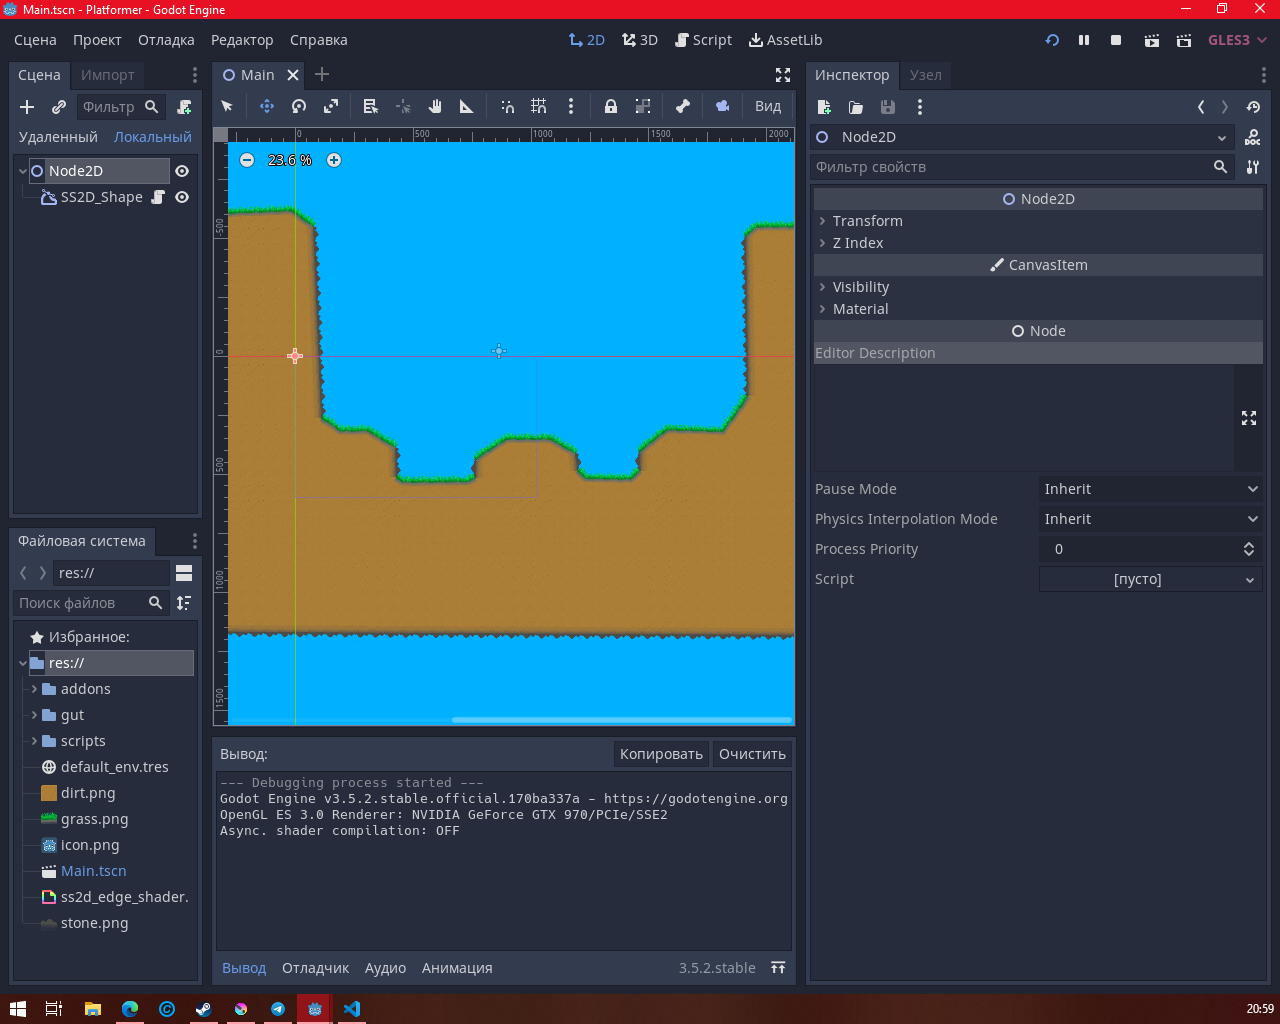 Main.tscn - Platformer - Godot Engine
Сцена Проект Отладка Редактор Справка
2D 3D Script AssetLib
GLES3
Сцена Импорт
Фильтр
Удаленный Локальный
Node2D
SS2D_Shape
Файловая система
res://
Поиск файлов
Избранное:
res://
addons
gut
scripts
default_env.tres
dirt.png
grass.png
icon.png
Main.tscn
ss2d_edge_shader.
stone.png
Main
Вид
0 500 1000 1500 2000
23.6 %
-500
0
500
1000
1500
Вывод:
Копировать Очистить
--- Debugging process started ---
Godot Engine v3.5.2.stable.official.170ba337a - https://godotengine.org
OpenGL ES 3.0 Renderer: NVIDIA GeForce GTX 970/PCIe/SSE2
Async. shader compilation: OFF
Вывод Отладчик Аудио Анимация 3.5.2.stable
Инспектор Узел
Node2D
Фильтр свойств
Node2D
Transform
Z Index
CanvasItem
Visibility
Material
Node
Editor Description
Pause Mode Inherit
Physics Interpolation Mode Inherit
Process Priority 0
Script [пусто]
20:59